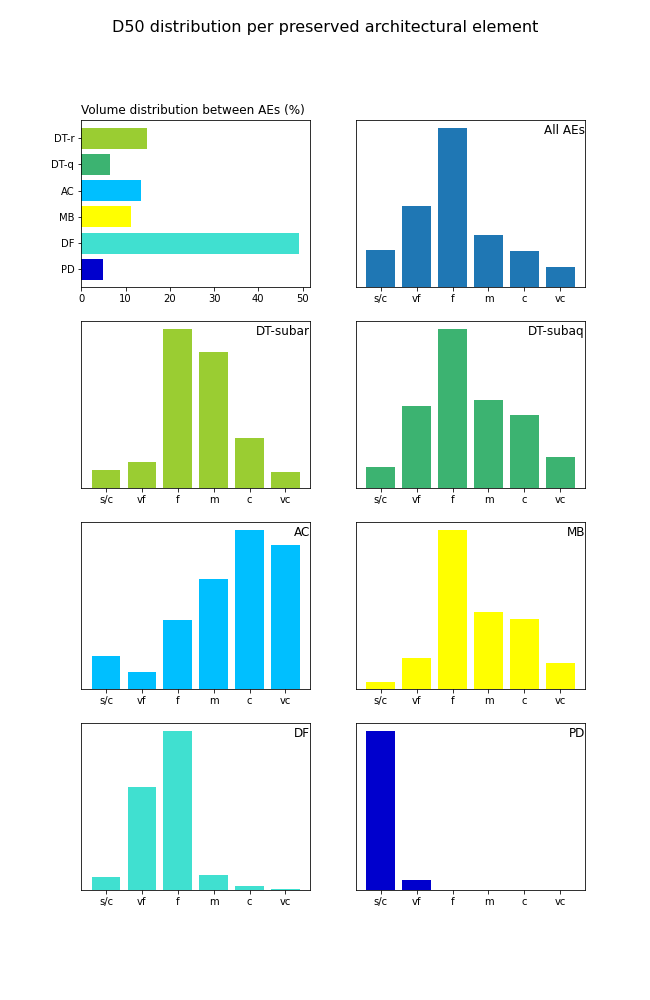 D50 distribution per preserved architectural element
Volume distribution between AEs (%)
DT-r
DT-q
AC
MB
DF
PD
0 10 20 30 40 50
All AEs
s/c vf f m c vc
DT-subar
s/c vf f m c vc
DT-subaq
s/c vf f m c vc
AC
s/c vf f m c vc
MB
s/c vf f m c vc
DF
s/c vf f m c vc
PD
s/c vf f m c vc